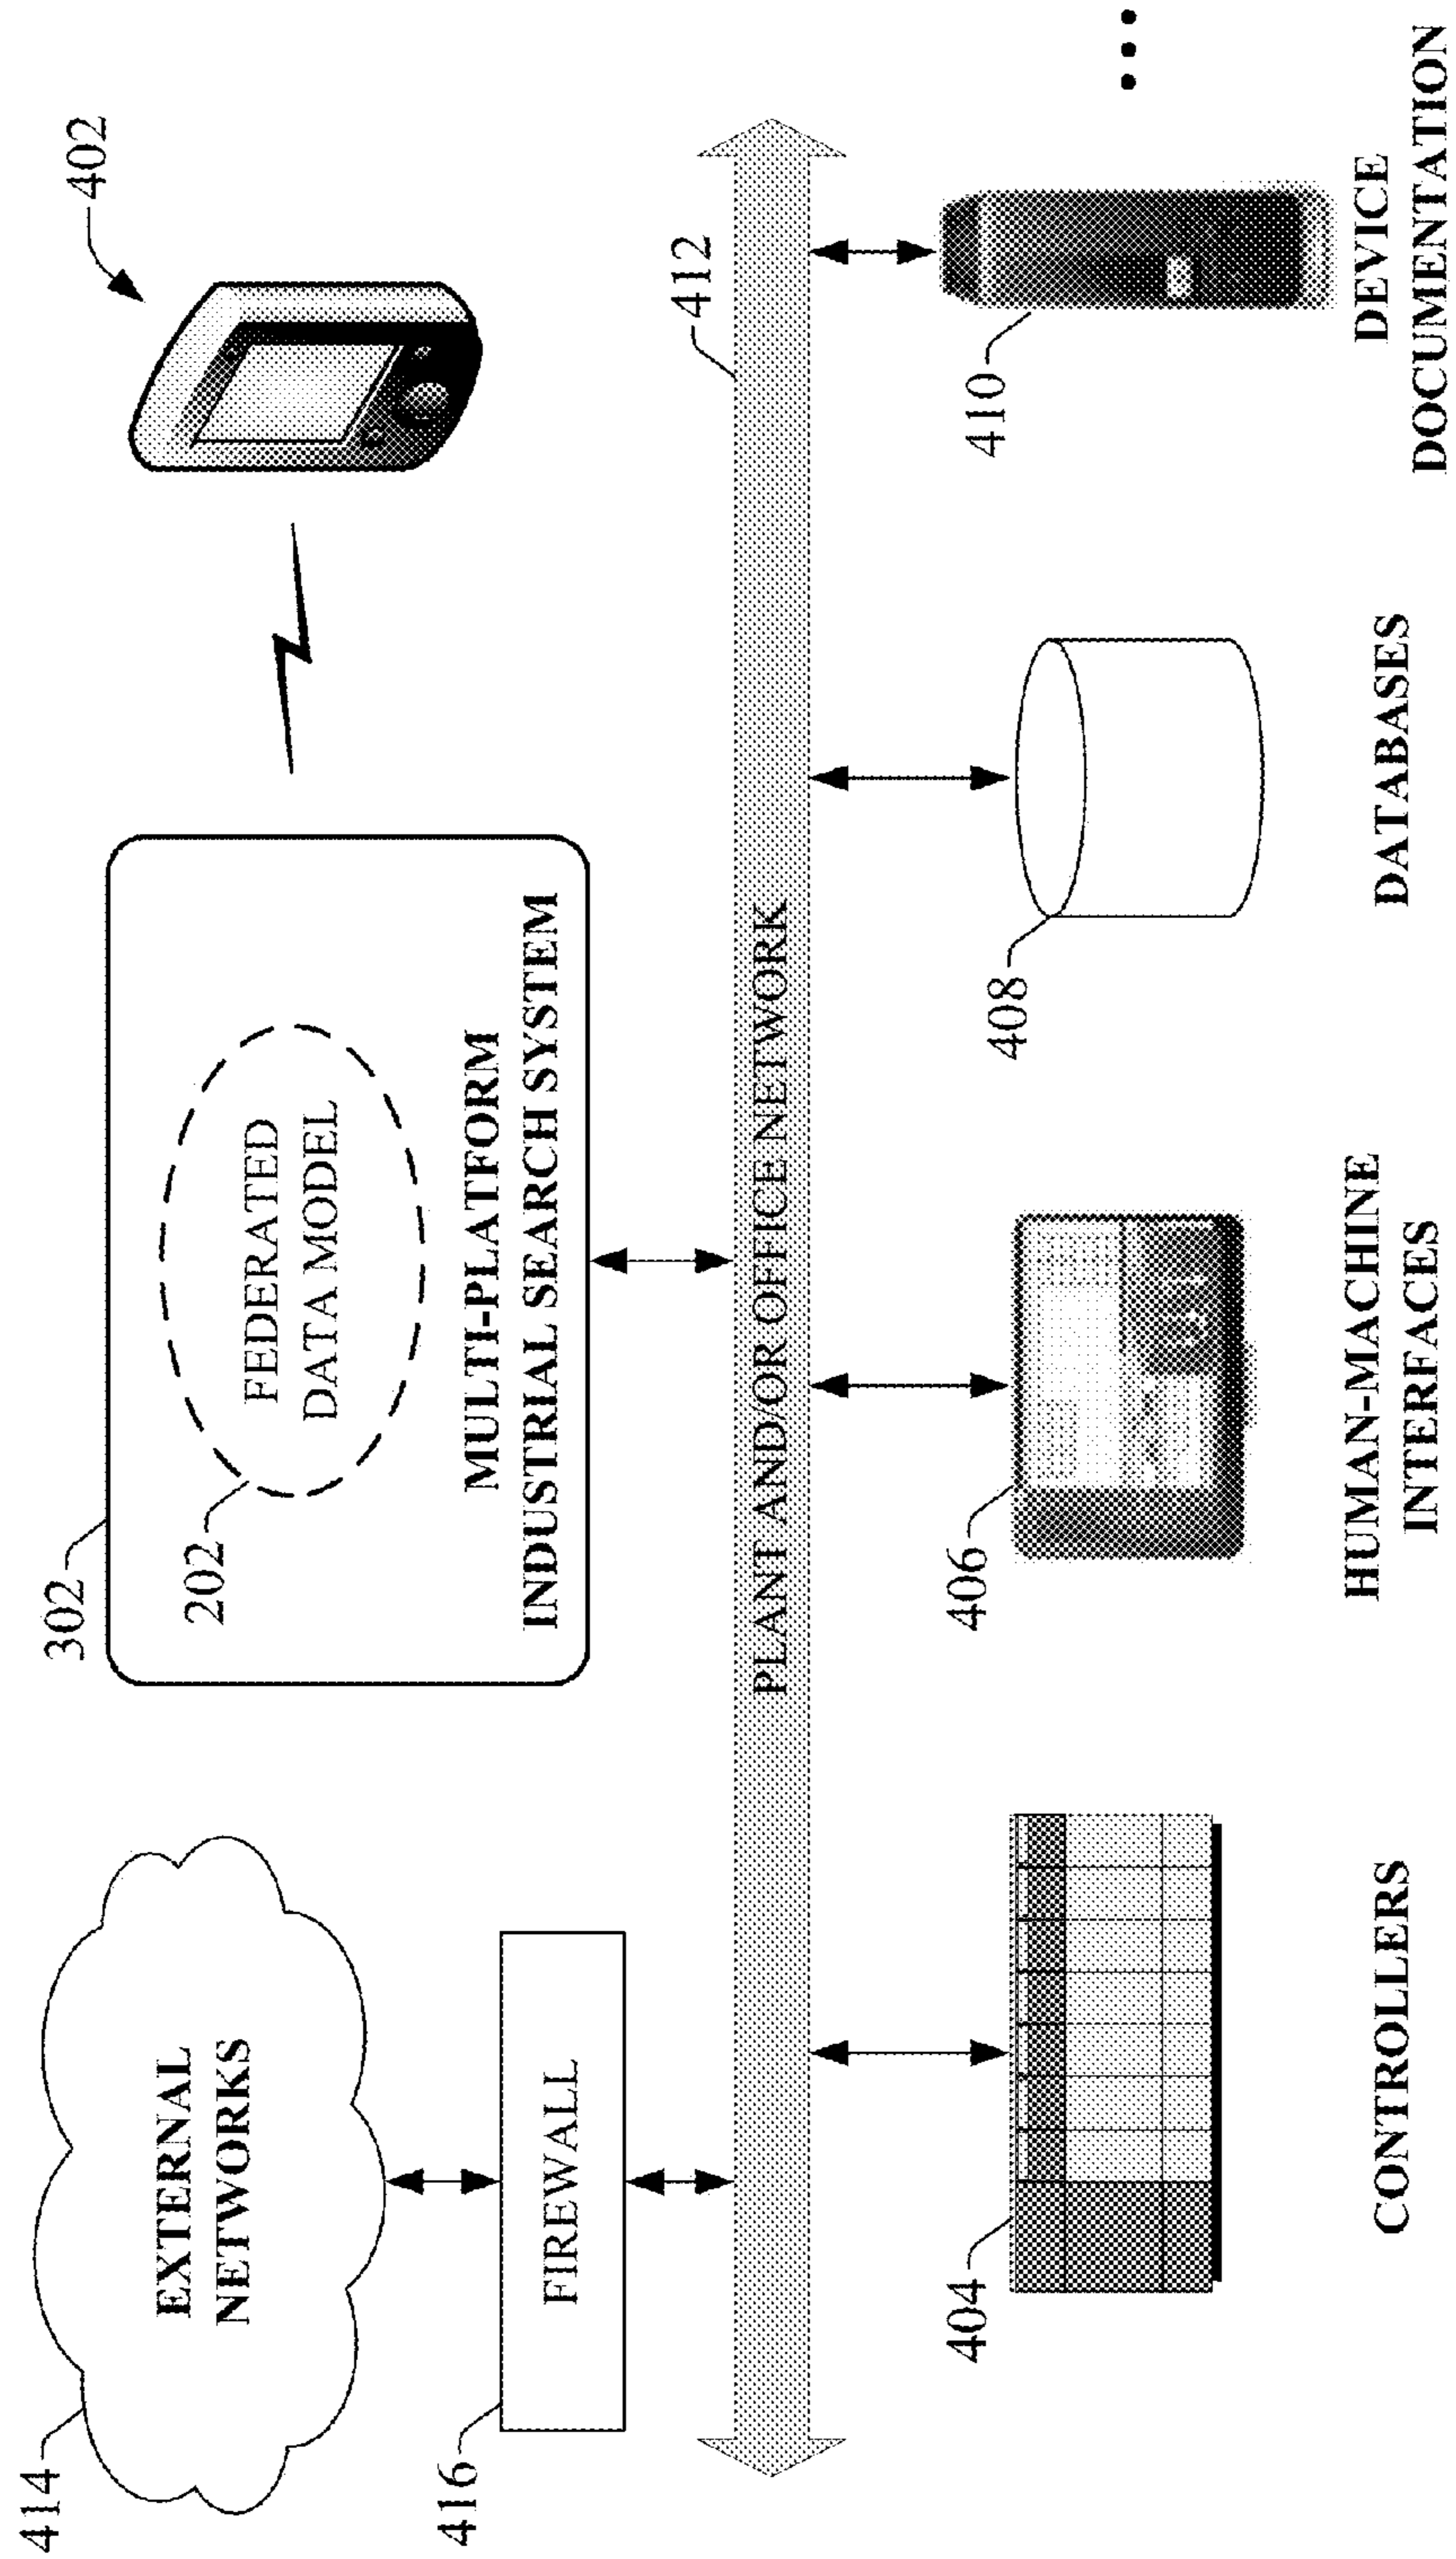 414
EXTERNAL
NETWORKS
416
FIREWALL
302
202
FEDERATED
DATA MODEL
MULTI-PLATFORM
INDUSTRIAL SEARCH SYSTEM
402
412
PLANT AND/OR OFFICE NETWORK
404
CONTROLLERS
406
HUMAN-MACHINE
INTERFACES
408
DATABASES
410
DEVICE
DOCUMENTATION
• • •